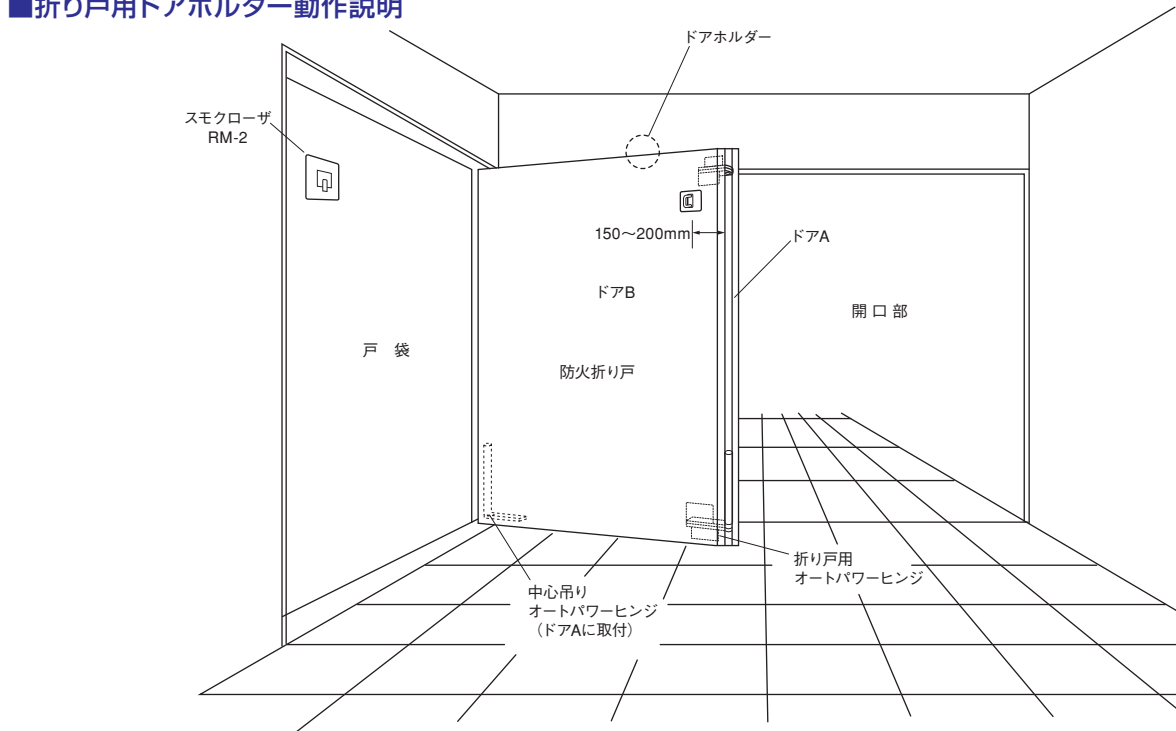 ■折り戸用ドアホルダー動作説明
ドアホルダー
スモクローザ
RM-2
150～200mm
ドアA
ドアB
開口部
戸 袋
防火折り戸
折り戸用
オートパワーヒンジ
中心吊り
オートパワーヒンジ
（ドアAに取付）